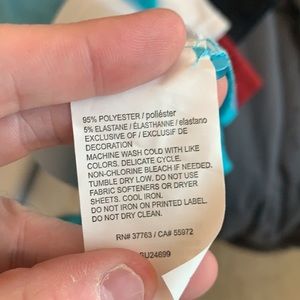 95% POLYESTER / poliéster
5% ELASTANE / ÉLASTHANNE / elastano
EXCLUSIVE OF / EXCLUSIF DE
DECORATION
MACHINE WASH COLD WITH LIKE
COLORS. DELICATE CYCLE.
NON-CHLORINE BLEACH IF NEEDED.
TUMBLE DRY LOW. DO NOT USE
FABRIC SOFTENERS OR DRYER
SHEETS. COOL IRON.
DO NOT IRON ON PRINTED LABEL.
DO NOT DRY CLEAN.
RN# 37763 / CA# 55972
SU24699